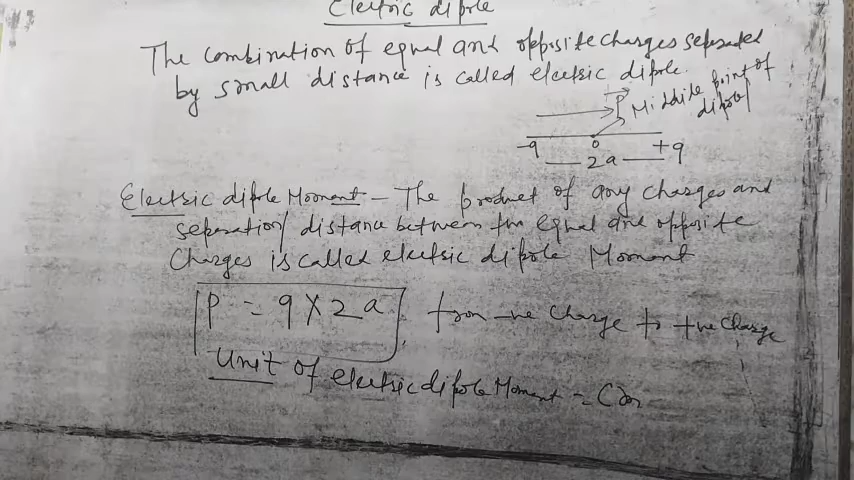 Electric dipole
The combination of equal and opposite charges separated
by small distance is called electric dipole.
P Middile point of
dipole
-q 0 +q
2a
Electric dipole Moment - The product of any charges and
separation/distance between the equal and opposite
charges is called electric dipole Moment
P = q X 2a from -ve charge to +ve charge
Unit of electric dipole Moment = Cm